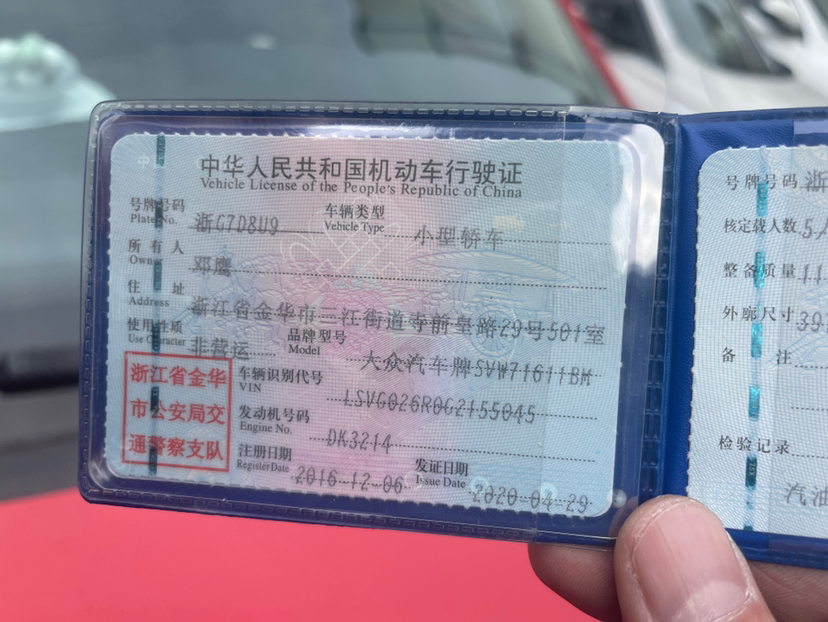 中华人民共和国机动车行驶证
Vehicle License of the People's Republic of China
号牌号码 浙G7D8U9 车辆类型 小型轿车
Plate No. Vehicle Type
所有人 邓鹰
Owner
住址 浙江省金华市三江街道寺前皇路29号501室
Address
使用性质 非营运 品牌型号 大众汽车牌SVW71611BM
Use Character Model
浙江省金华
市公安局交
通警察支队
车辆识别代号 LSVG026R0G2155045
VIN
发动机号码 DK3214
Engine No.
注册日期 2016-12-06 发证日期 2020-04-29
Register Date Issue Date
号牌号码 浙
核定载人数 5
整备质量 11
外廓尺寸 39
备注
检验记录
汽油